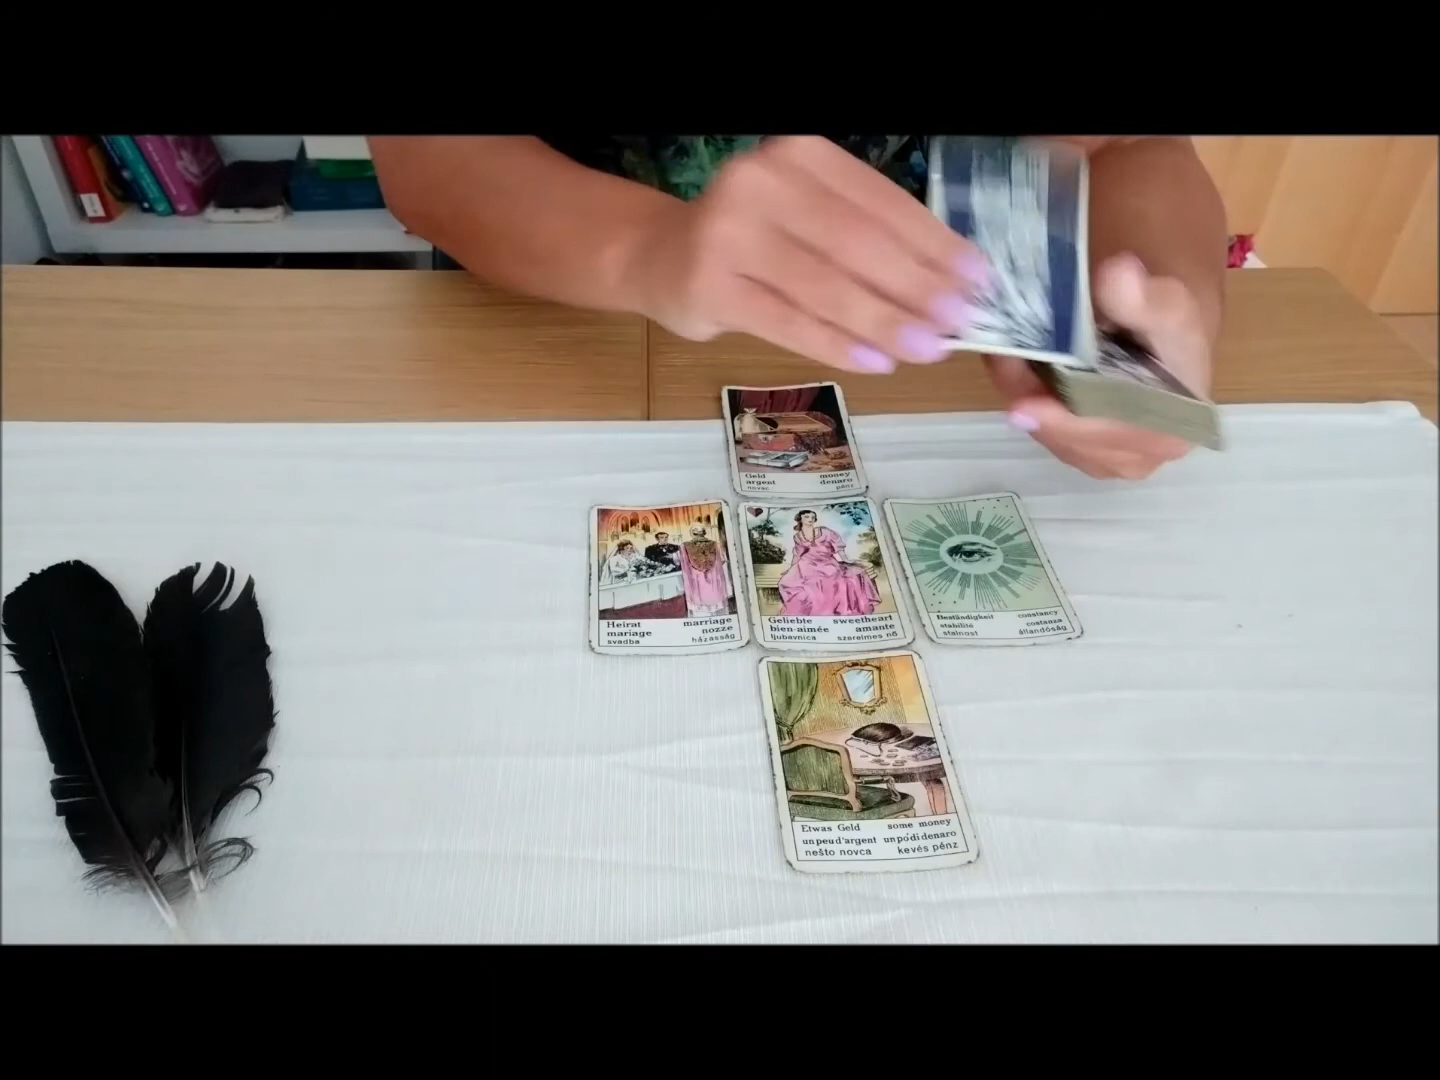 Geld money
argent denaro
novac pénz
Heirat marriage
mariage nozze
svadba házasság
Geliebte sweetheart
bien-aimée amante
ljubavnica szerelmes nő
Beständigkeit constancy
stabilité costanza
stalnost állandóság
Etwas Geld some money
un peu d'argent un pò di denaro
nešto novca kevés pénz